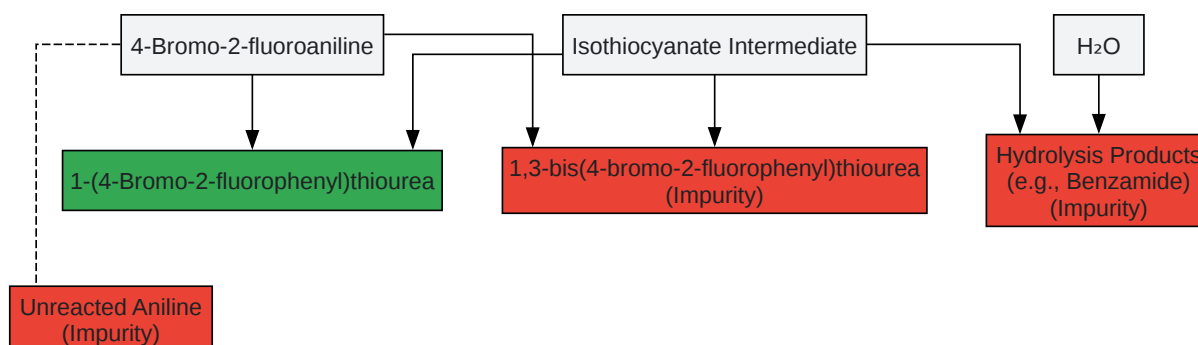 4-Bromo-2-fluoroaniline
Isothiocyanate Intermediate
H₂O
1-(4-Bromo-2-fluorophenyl)thiourea
1,3-bis(4-bromo-2-fluorophenyl)thiourea
(Impurity)
Hydrolysis Products
(e.g., Benzamide)
(Impurity)
Unreacted Aniline
(Impurity)